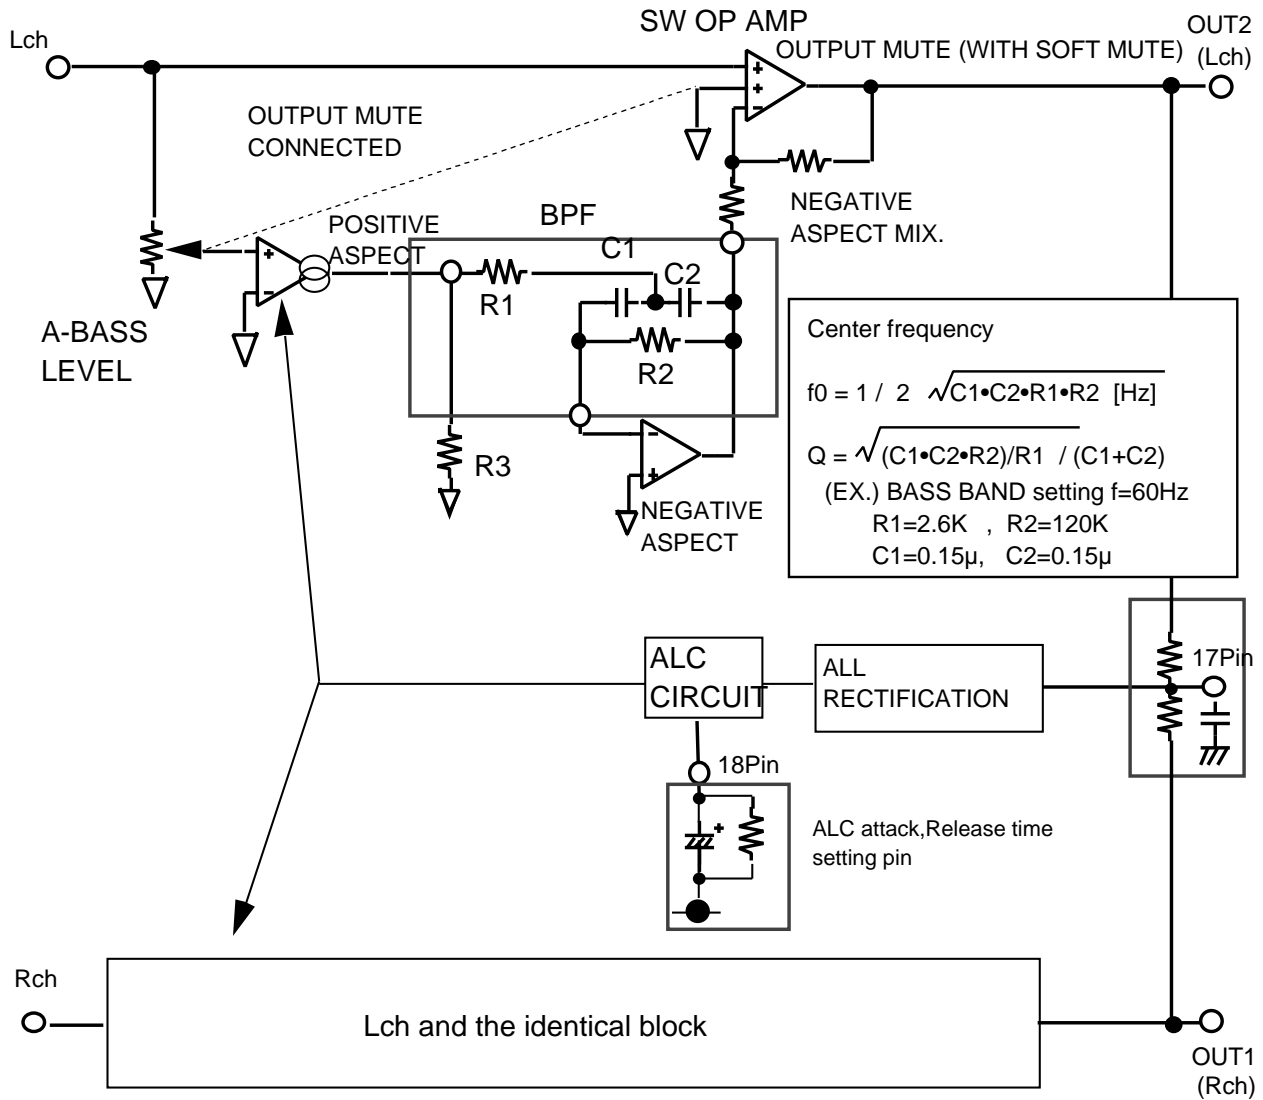 SW OP AMP
OUT2
(Lch)
Lch
OUTPUT MUTE (WITH SOFT MUTE)
OUTPUT MUTE
CONNECTED
POSITIVE
ASPECT
BPF
NEGATIVE
ASPECT MIX.
C1
C2
R1
R2
R3
A-BASS
LEVEL
NEGATIVE
ASPECT
Center frequency
f0 = 1 / 2 √C1•C2•R1•R2 [Hz]
Q = √(C1•C2•R2)/R1 / (C1+C2)
(EX.) BASS BAND setting f=60Hz
R1=2.6K , R2=120K
C1=0.15µ, C2=0.15µ
ALC
CIRCUIT
ALL
RECTIFICATION
17Pin
18Pin
+
ALC attack,Release time
setting pin
Rch
Lch and the identical block
OUT1
(Rch)